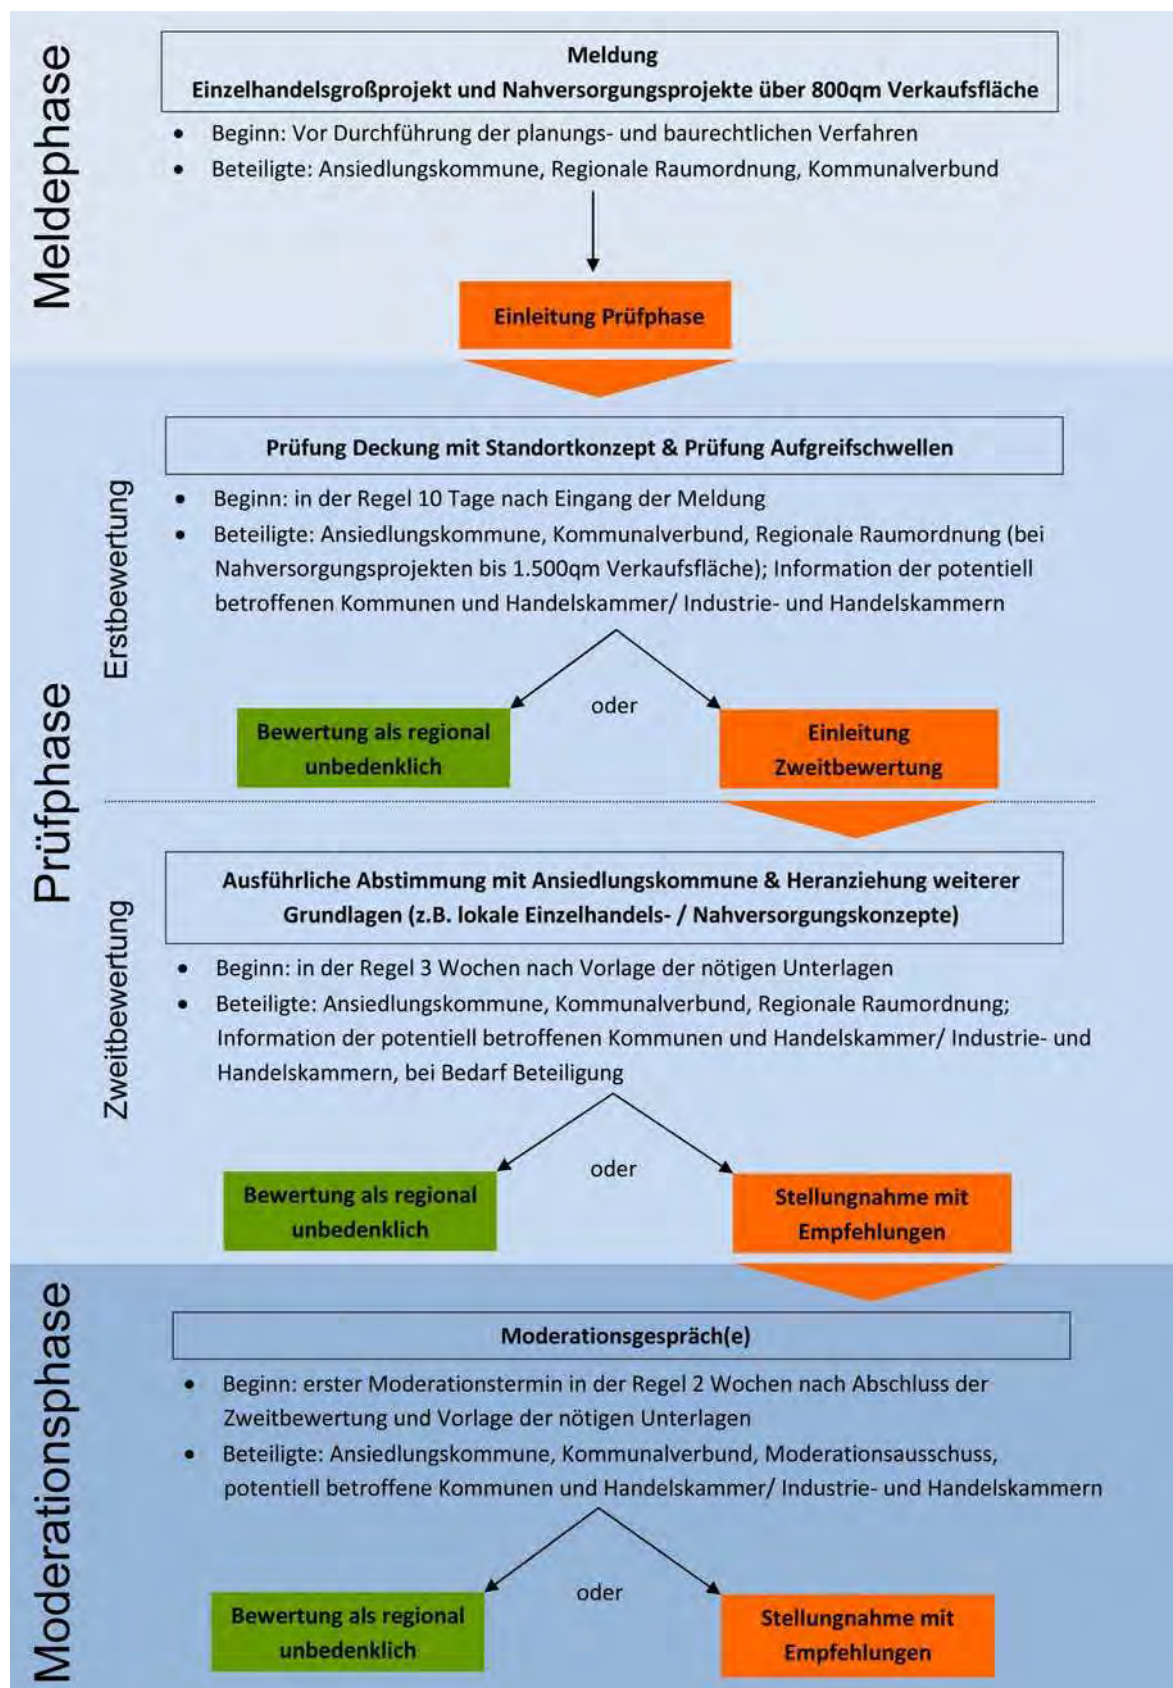 Meldephase
Meldung
Einzelhandelsgroßprojekt und Nahversorgungsprojekte über 800qm Verkaufsfläche
• Beginn: Vor Durchführung der planungs- und baurechtlichen Verfahren
• Beteiligte: Ansiedlungskommune, Regionale Raumordnung, Kommunalverbund
Einleitung Prüfphase
Prüfphase
Erstbewertung
Prüfung Deckung mit Standortkonzept & Prüfung Aufgreifschwellen
• Beginn: in der Regel 10 Tage nach Eingang der Meldung
• Beteiligte: Ansiedlungskommune, Kommunalverbund, Regionale Raumordnung (bei
Nahversorgungsprojekten bis 1.500qm Verkaufsfläche); Information der potentiell
betroffenen Kommunen und Handelskammer/ Industrie- und Handelskammern
oder
Bewertung als regional
unbedenklich
Einleitung
Zweitbewertung
Zweitbewertung
Ausführliche Abstimmung mit Ansiedlungskommune & Heranziehung weiterer
Grundlagen (z.B. lokale Einzelhandels- / Nahversorgungskonzepte)
• Beginn: in der Regel 3 Wochen nach Vorlage der nötigen Unterlagen
• Beteiligte: Ansiedlungskommune, Kommunalverbund, Regionale Raumordnung;
Information der potentiell betroffenen Kommunen und Handelskammer/ Industrie- und
Handelskammern, bei Bedarf Beteiligung
oder
Bewertung als regional
unbedenklich
Stellungnahme mit
Empfehlungen
Moderationsphase
Moderationsgespräch(e)
• Beginn: erster Moderationstermin in der Regel 2 Wochen nach Abschluss der
Zweitbewertung und Vorlage der nötigen Unterlagen
• Beteiligte: Ansiedlungskommune, Kommunalverbund, Moderationsausschuss,
potentiell betroffene Kommunen und Handelskammer/ Industrie- und Handelskammern
oder
Bewertung als regional
unbedenklich
Stellungnahme mit
Empfehlungen